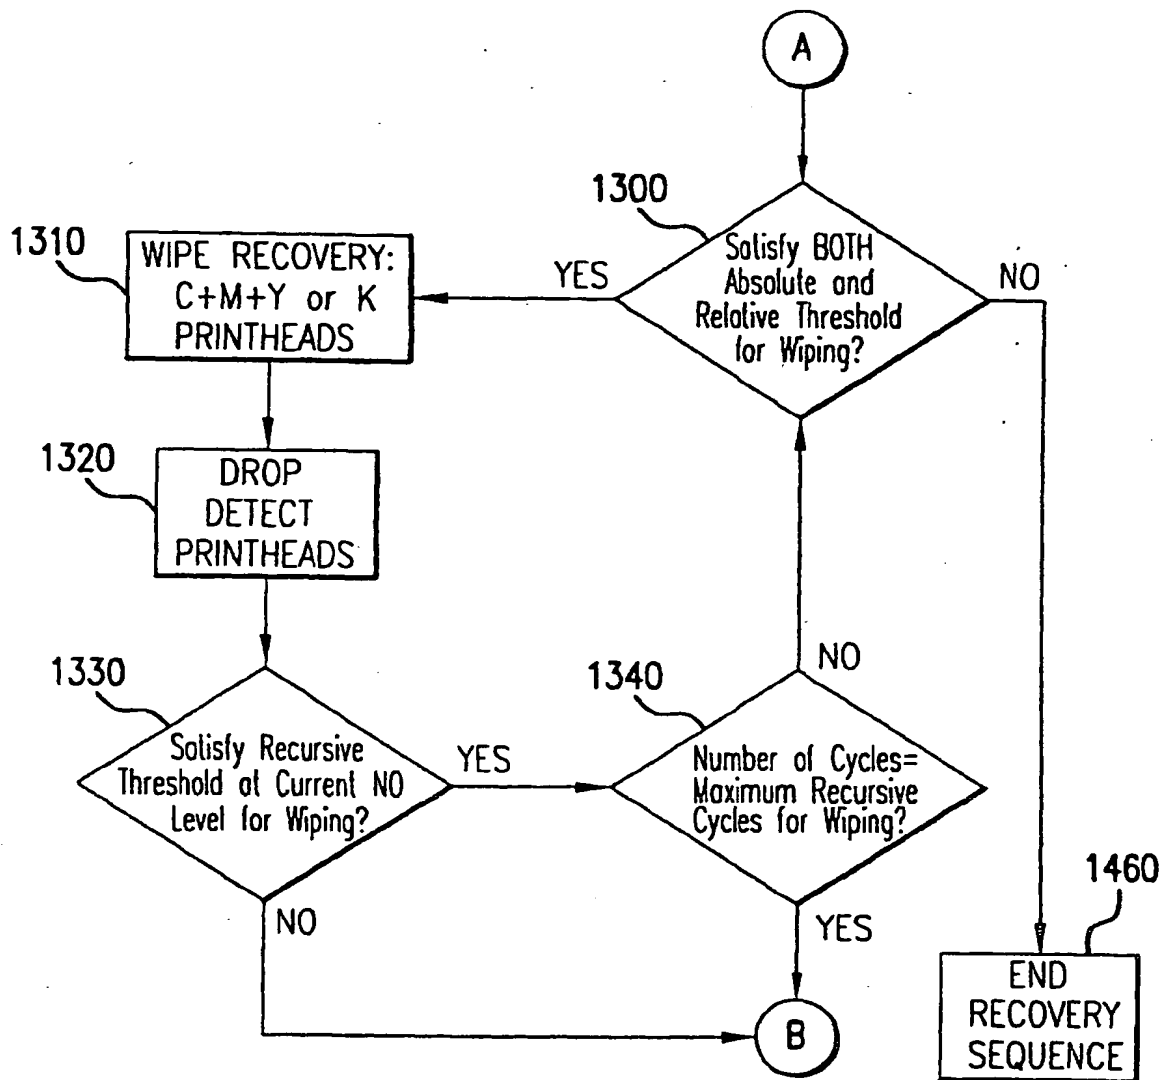 A
1300
Satisfy BOTH
Absolute and
Relative Threshold
for Wiping?
YES
NO
1310
WIPE RECOVERY:
C+M+Y or K
PRINTHEADS
1320
DROP
DETECT
PRINTHEADS
1330
Satisfy Recursive
Threshold at Current NO
Level for Wiping?
YES
NO
1340
Number of Cycles=
Maximum Recursive
Cycles for Wiping?
NO
YES
B
1460
END
RECOVERY
SEQUENCE